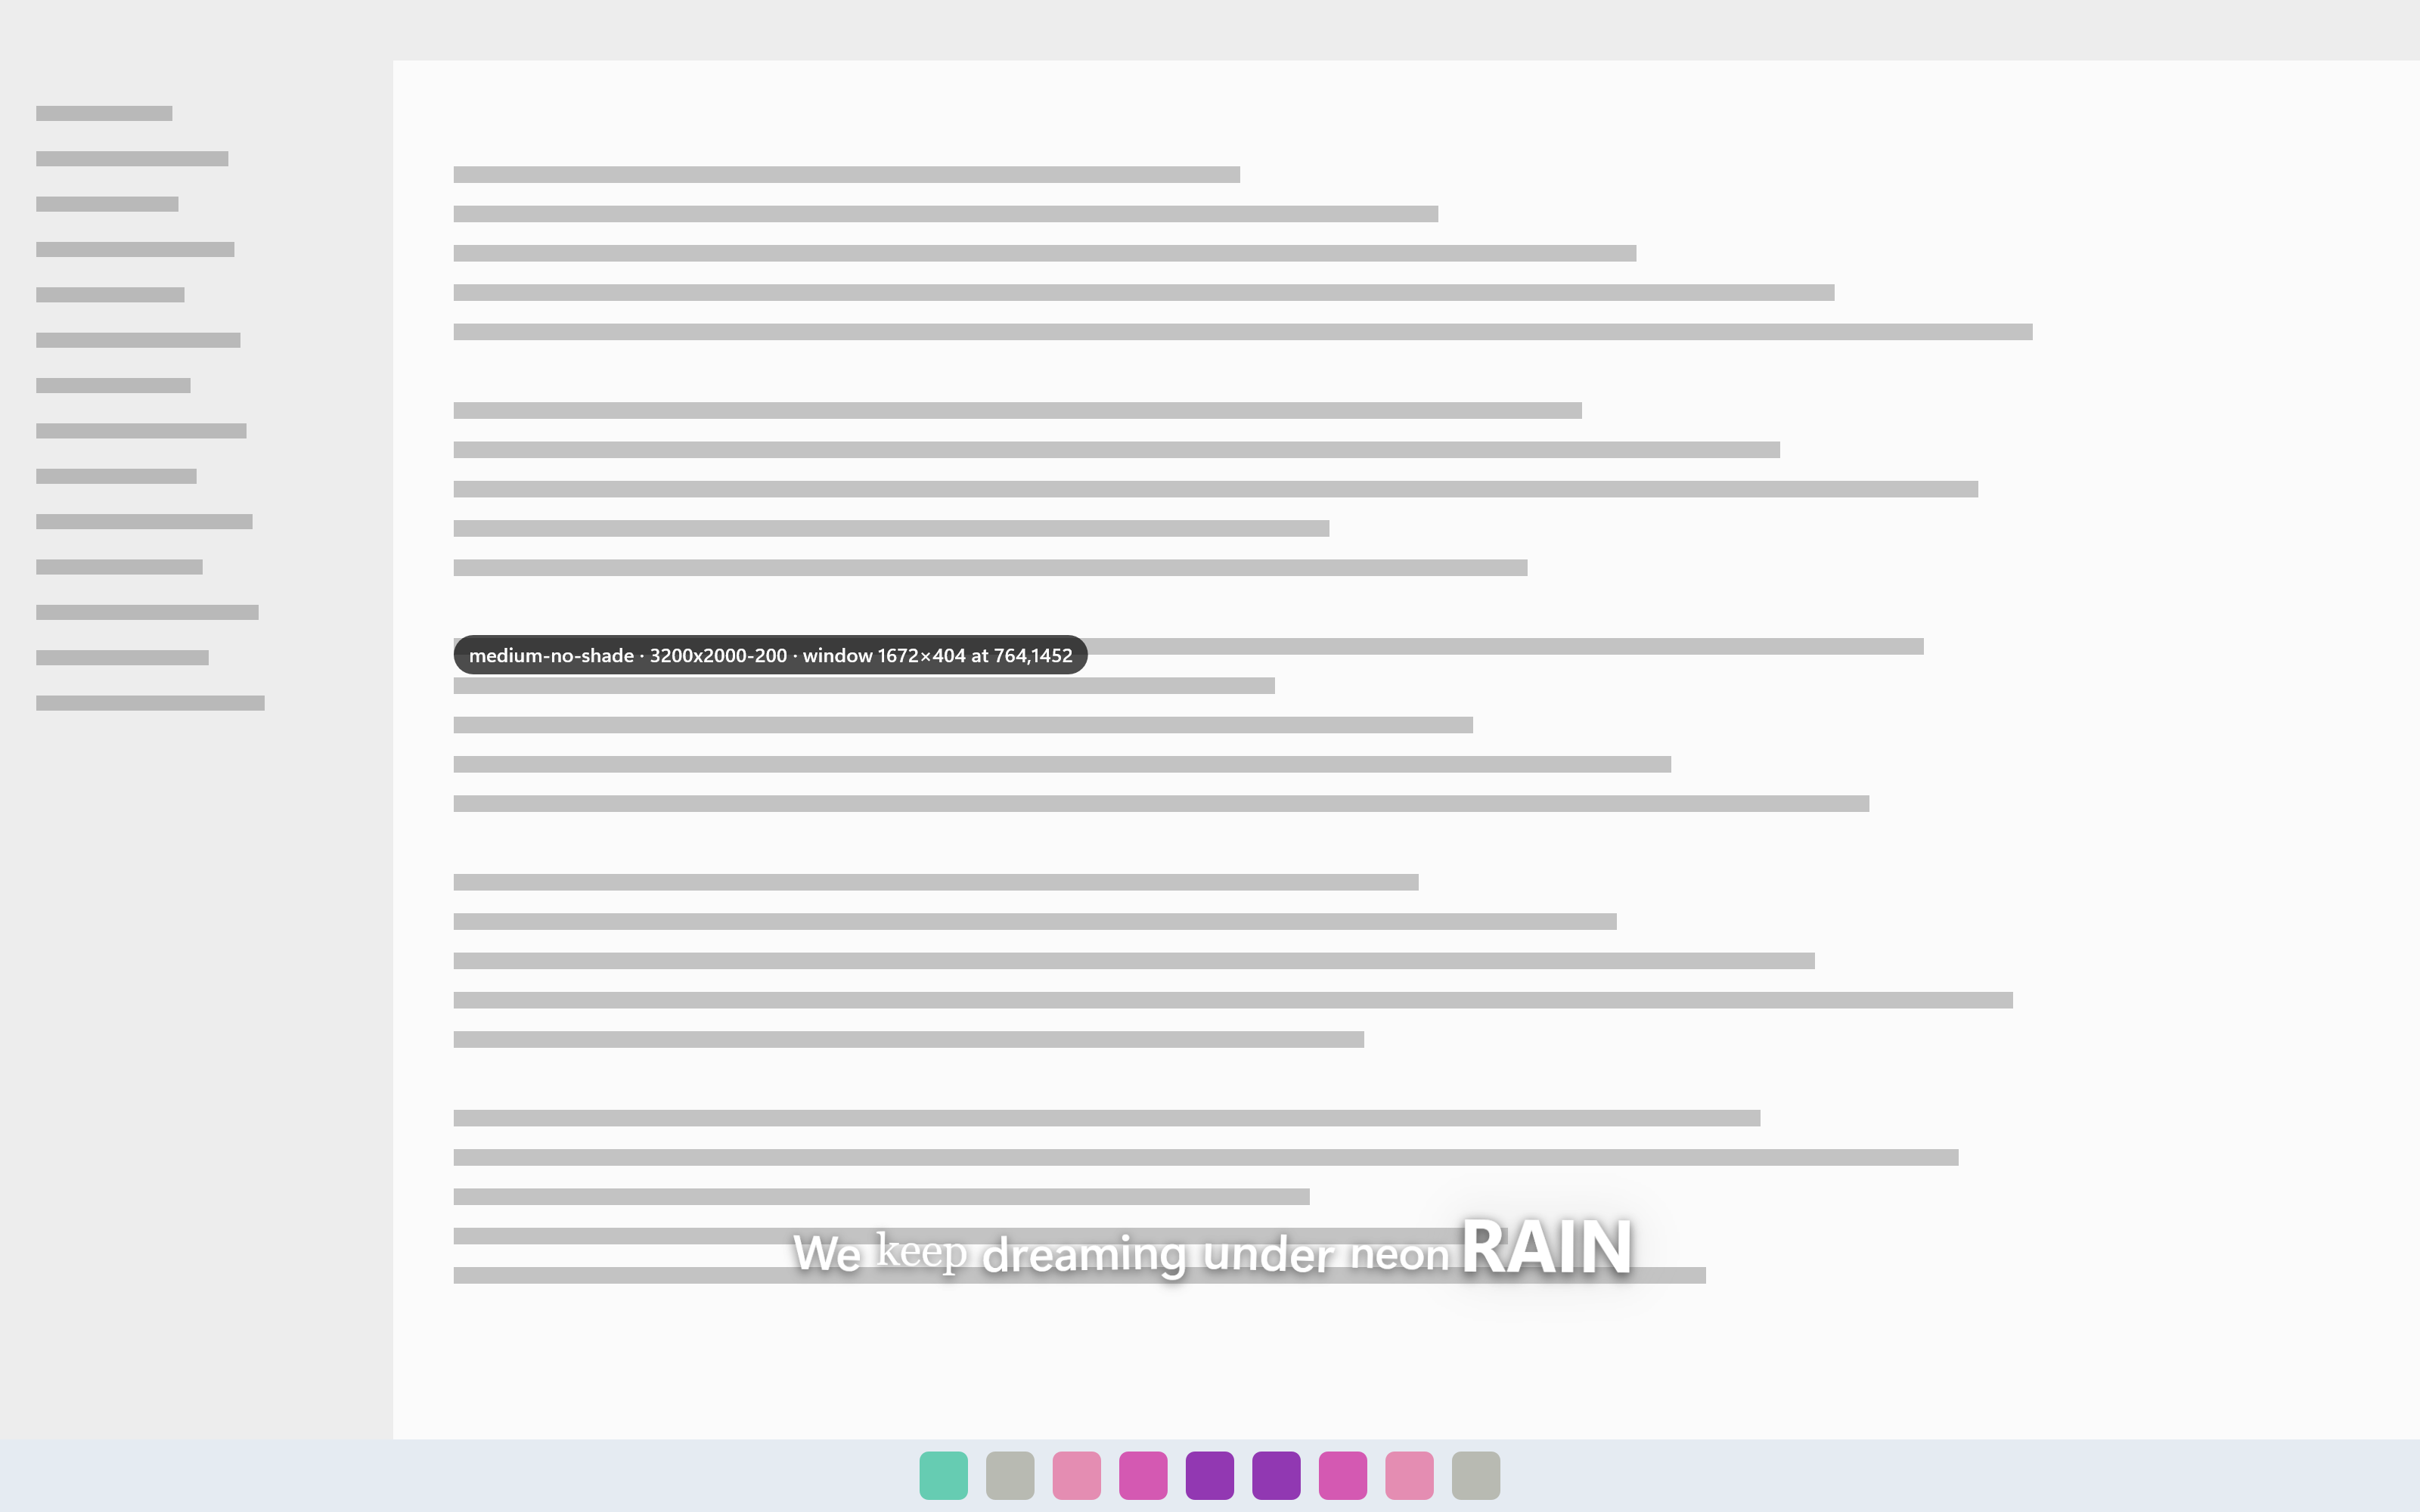 medium-no-shade · 3200x2000-200 · window 1672×404 at 764,1452
We keep dreaming under neon RAIN